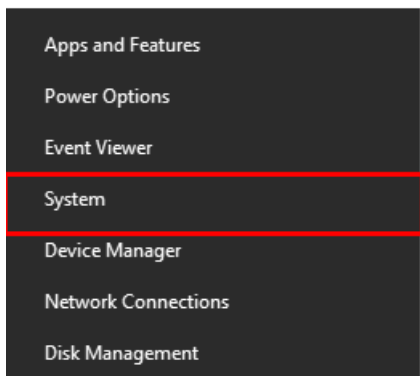 Apps and Features
Power Options
Event Viewer
System
Device Manager
Network Connections
Disk Management